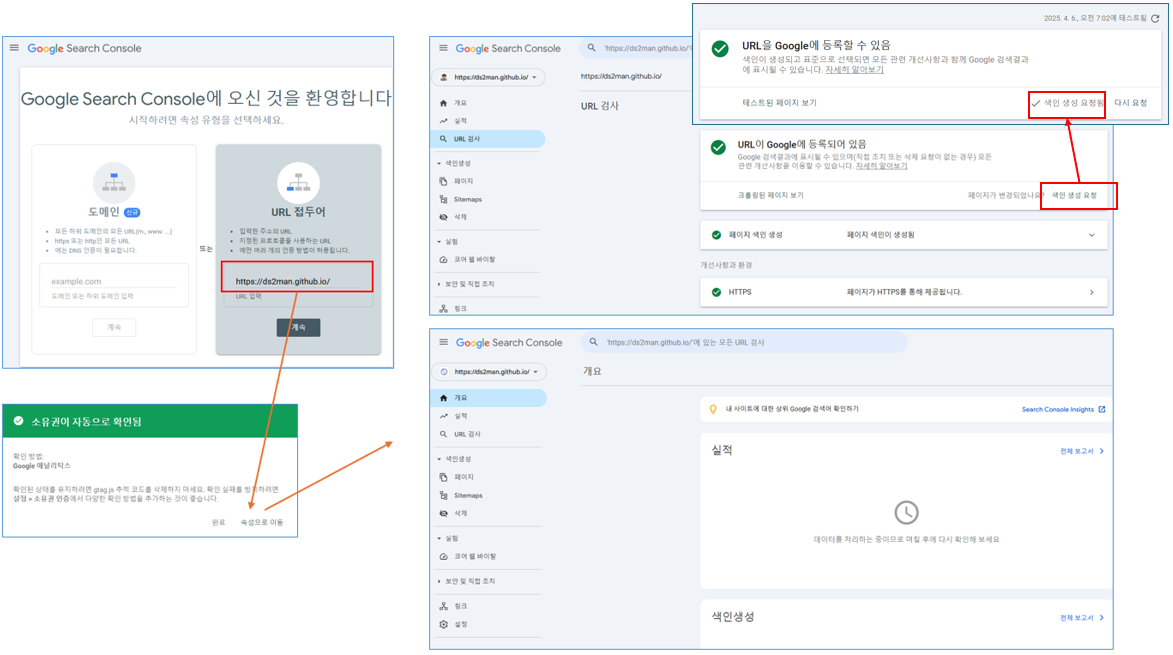 Google Search Console
Google Search Console에 오신 것을 환영합니다
시작하려면 속성 유형을 선택하세요.
도메인 신규
모든 하위 도메인의 모든 URL(m., www. ...)
https 또는 http인 모든 URL
에는 DNS 인증이 필요합니다.
example.com
도메인 또는 하위 도메인 입력
계속
또는
URL 접두어
입력한 주소의 URL
지정된 프로토콜을 사용하는 URL
에만 여러 개의 인증 방법이 허용됩니다.
https://ds2man.github.io/
URL 입력
계속
소유권이 자동으로 확인됨
확인 방법:
Google 애널리틱스
확인된 상태를 유지하려면 gtag.js 추적 코드를 삭제하지 마세요. 확인 실패를 방지하려면
설정 > 소유권 인증에서 다양한 확인 방법을 추가하는 것이 좋습니다.
완료 속성으로 이동
Google Search Console
'https://ds2man.github.io/'
https://ds2man.github.io/
https://ds2man.github.io/
URL 검사
개요
실적
URL 검사
색인생성
페이지
Sitemaps
삭제
실험
코어 웹 바이탈
보안 및 직접 조치
링크
2025. 4. 6., 오전 7:02에 테스트됨
URL을 Google에 등록할 수 있음
색인이 생성되고 표준으로 선택되면 모든 관련 개선사항과 함께 Google 검색결과
에 표시될 수 있습니다. 자세히 알아보기
테스트된 페이지 보기
색인 생성 요청됨
다시 요청
URL이 Google에 등록되어 있음
Google 검색결과에 표시될 수 있으며(직접 조치 또는 삭제 요청이 없는 경우) 모든
관련 개선사항을 이용할 수 있습니다. 자세히 알아보기
크롤링된 페이지 보기
페이지가 변경되었나요?
색인 생성 요청
페이지 색인 생성
페이지 색인이 생성됨
개선사항과 환경
HTTPS
페이지가 HTTPS를 통해 제공됩니다.
Google Search Console
'https://ds2man.github.io/'에 있는 모든 URL 검사
https://ds2man.github.io/
개요
개요
실적
URL 검사
색인생성
페이지
Sitemaps
삭제
실험
코어 웹 바이탈
보안 및 직접 조치
링크
설정
내 사이트에 대한 상위 Google 검색어 확인하기
Search Console Insights
실적
전체 보고서
데이터를 처리하는 중이므로 며칠 후에 다시 확인해 보세요
색인생성
전체 보고서